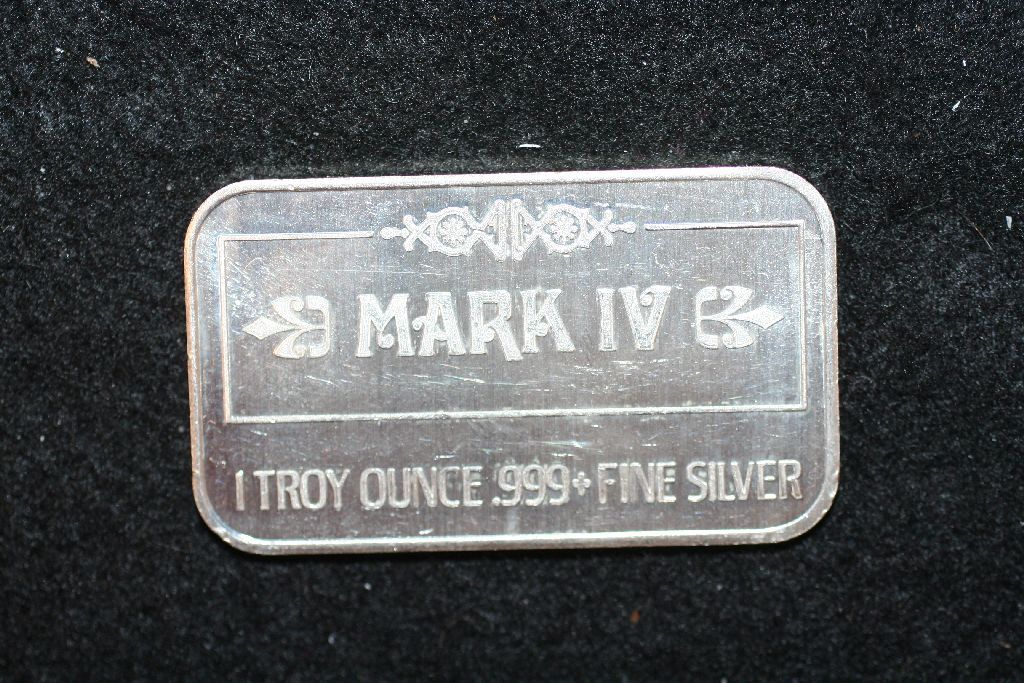 MARK IV
1 TROY OUNCE .999+ FINE SILVER